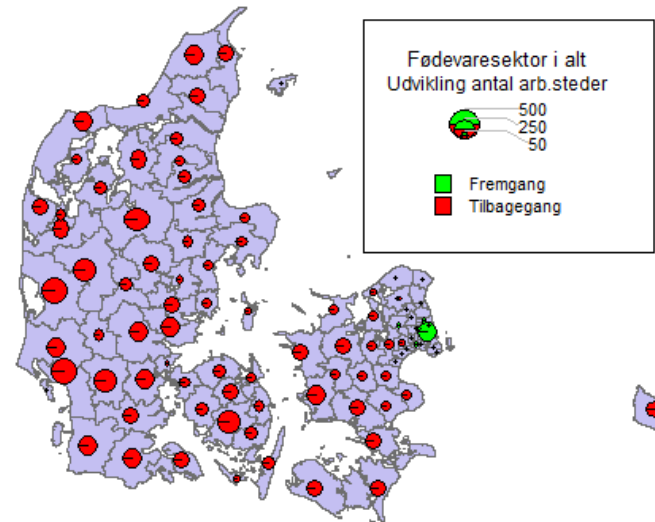 Fødevaresektor i alt
Udvikling antal arb.steder
500
250
50
Fremgang
Tilbagegang